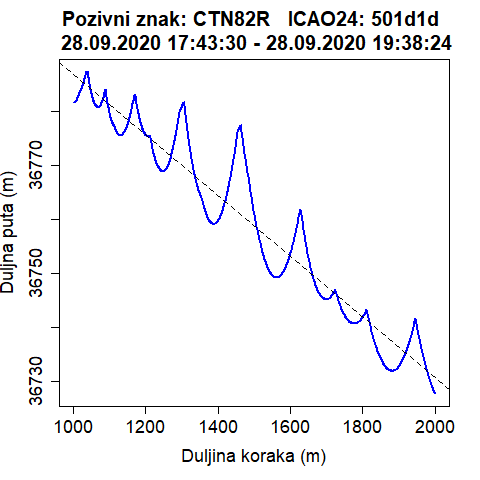 Pozivni znak: CTN82R   ICAO24: 501d1d
28.09.2020 17:43:30 - 28.09.2020 19:38:24
Duljna puta (m)
36770
36750
36730
1000 1200 1400 1600 1800 2000
Duljina koraka (m)